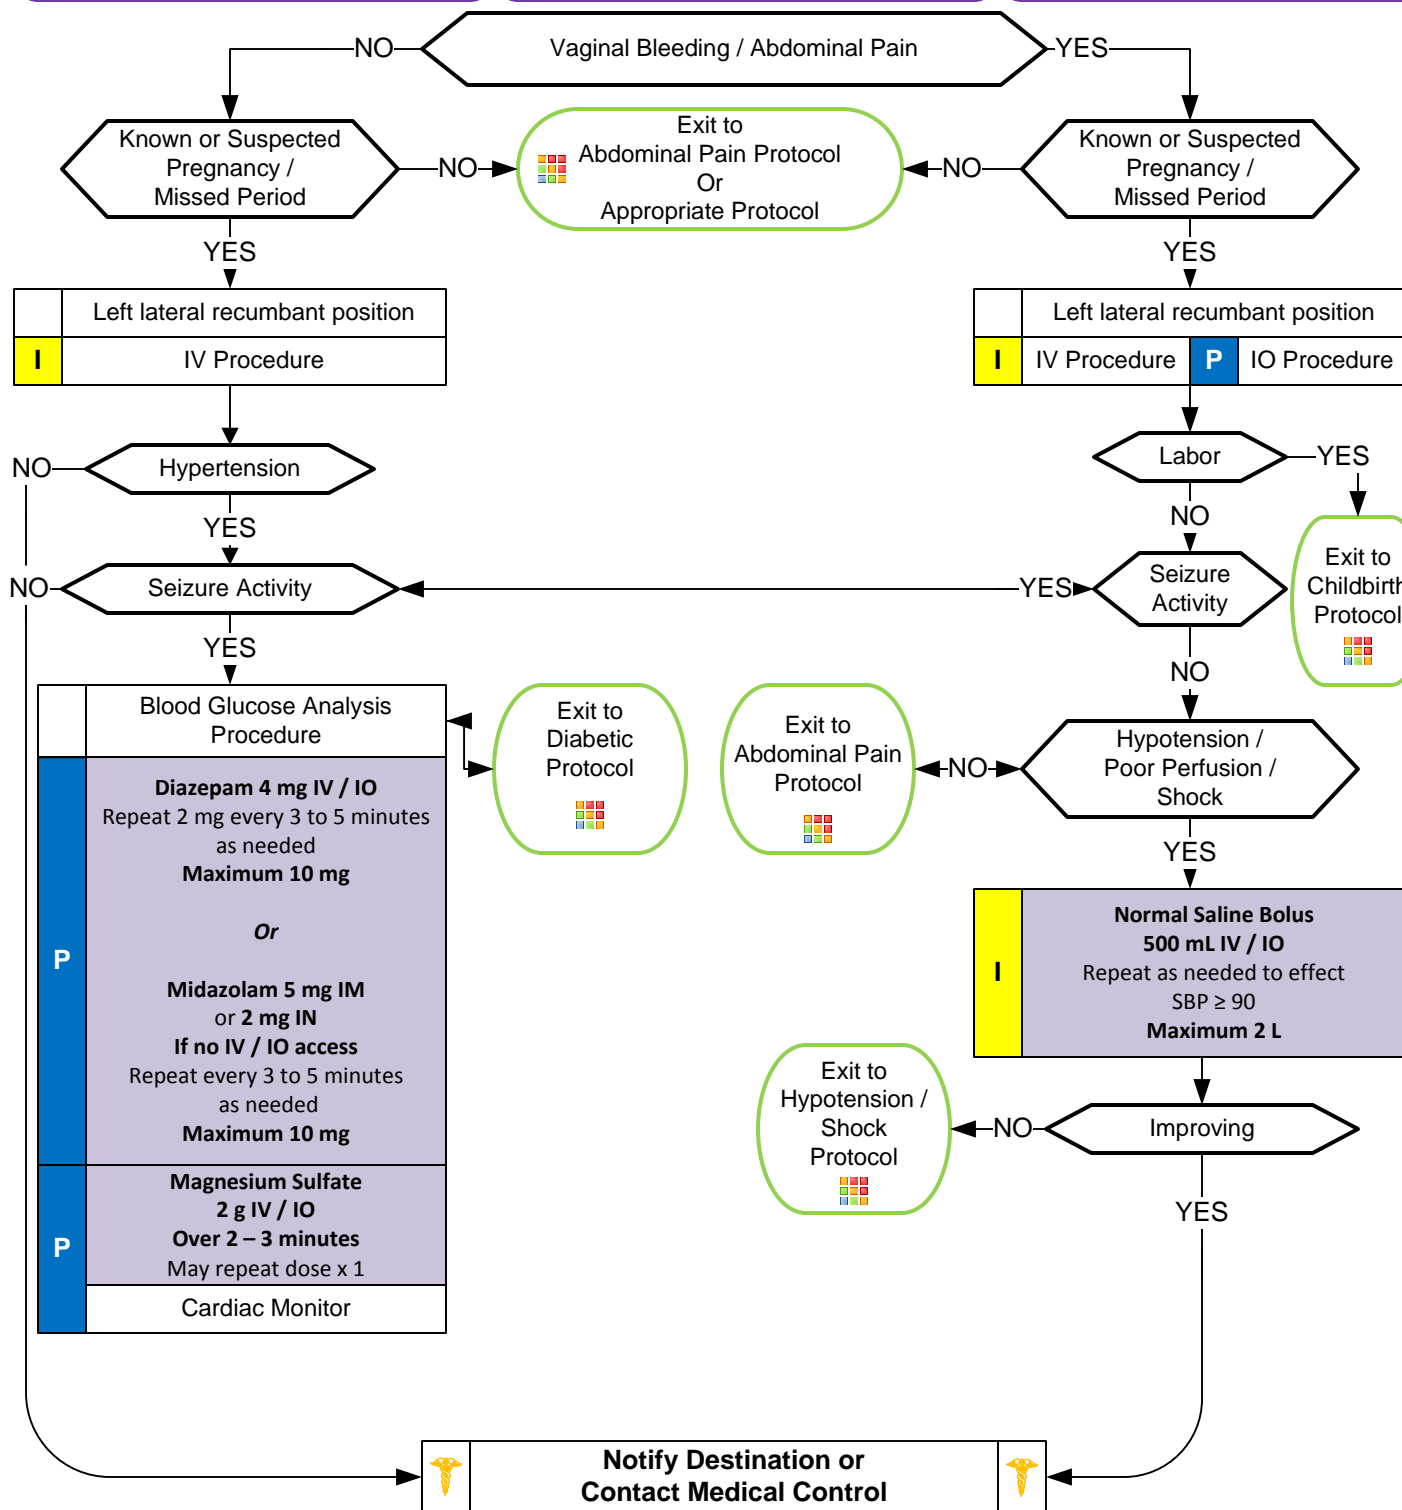 NO
Vaginal Bleeding / Abdominal Pain
YES
Known or Suspected
Pregnancy /
Missed Period
NO
Exit to
Abdominal Pain Protocol
Or
Appropriate Protocol
NO
Known or Suspected
Pregnancy /
Missed Period
YES
YES
Left lateral recumbant position
I
IV Procedure
Left lateral recumbant position
I
IV Procedure
P
IO Procedure
NO
Hypertension
Labor
YES
YES
NO
NO
Seizure Activity
YES
Seizure
Activity
Exit to
Childbirth
Protocol
YES
NO
Blood Glucose Analysis
Procedure
Exit to
Diabetic
Protocol
Exit to
Abdominal Pain
Protocol
NO
Hypotension /
Poor Perfusion /
Shock
P
Diazepam 4 mg IV / IO
Repeat 2 mg every 3 to 5 minutes
as needed
Maximum 10 mg
Or
Midazolam 5 mg IM
or 2 mg IN
If no IV / IO access
Repeat every 3 to 5 minutes
as needed
Maximum 10 mg
YES
I
Normal Saline Bolus
500 mL IV / IO
Repeat as needed to effect
SBP ≥ 90
Maximum 2 L
Exit to
Hypotension /
Shock
Protocol
NO
Improving
P
Magnesium Sulfate
2 g IV / IO
Over 2 – 3 minutes
May repeat dose x 1
Cardiac Monitor
YES
Notify Destination or
Contact Medical Control